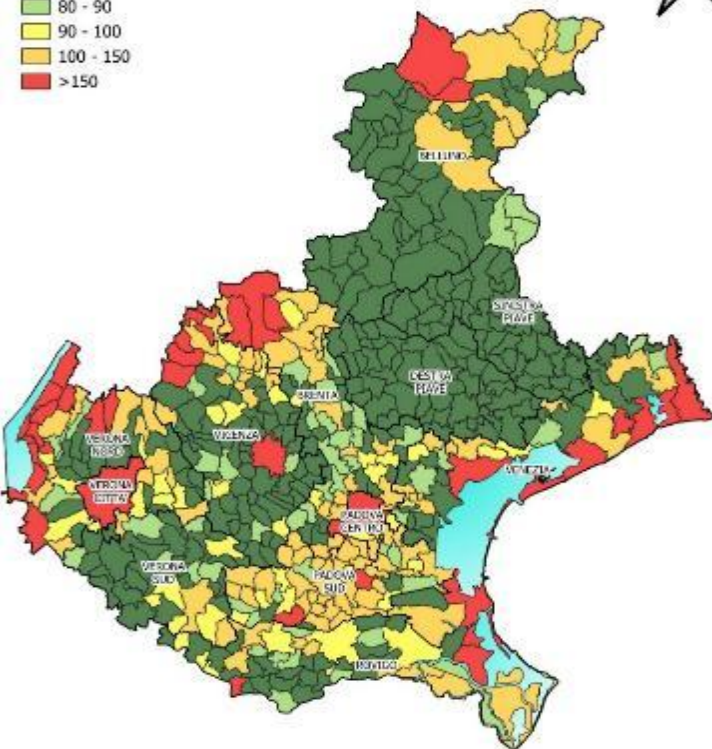 80 - 90
90 - 100
100 - 150
>150
BELLUNO
SINISTRA
PIAVE
DESTRA
PIAVE
BRENTA
VICENZA
VERONA
NORD
VENEZIA
VERONA
CITTA'
PADOVA
CENTRO
VERONA
SUD
PADOVA
SUD
ROVIGO